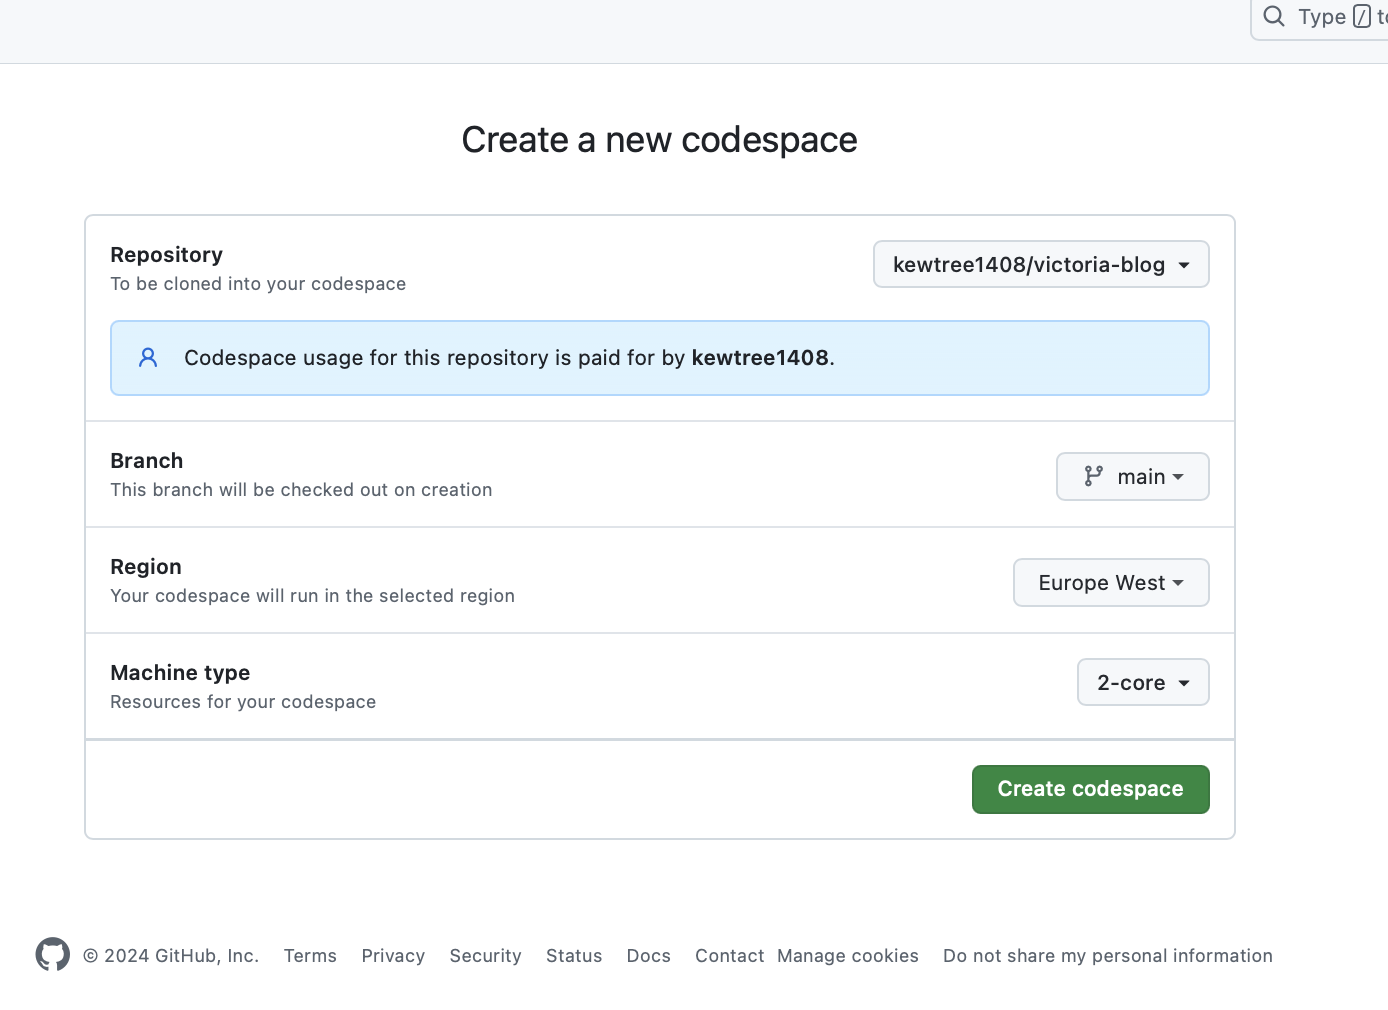 Type / to
Create a new codespace
Repository
To be cloned into your codespace
kewtree1408/victoria-blog
Codespace usage for this repository is paid for by kewtree1408.
Branch
This branch will be checked out on creation
main
Region
Your codespace will run in the selected region
Europe West
Machine type
Resources for your codespace
2-core
Create codespace
© 2024 GitHub, Inc. Terms Privacy Security Status Docs Contact Manage cookies Do not share my personal information